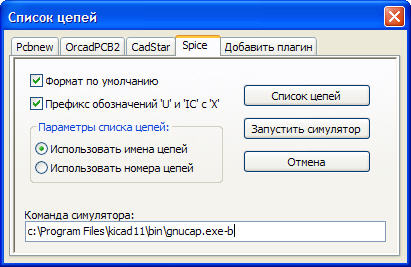 Список цепей
Pcbnew OrcadPCB2 CadStar Spice Добавить плагин
Формат по умолчанию
Префикс обозначений 'U' и 'IC' с 'X'
Параметры списка цепей:
Использовать имена цепей
Использовать номера цепей
Список цепей
Запустить симулятор
Отмена
Команда симулятора:
c:\Program Files\kicad11\bin\gnucap.exe-b